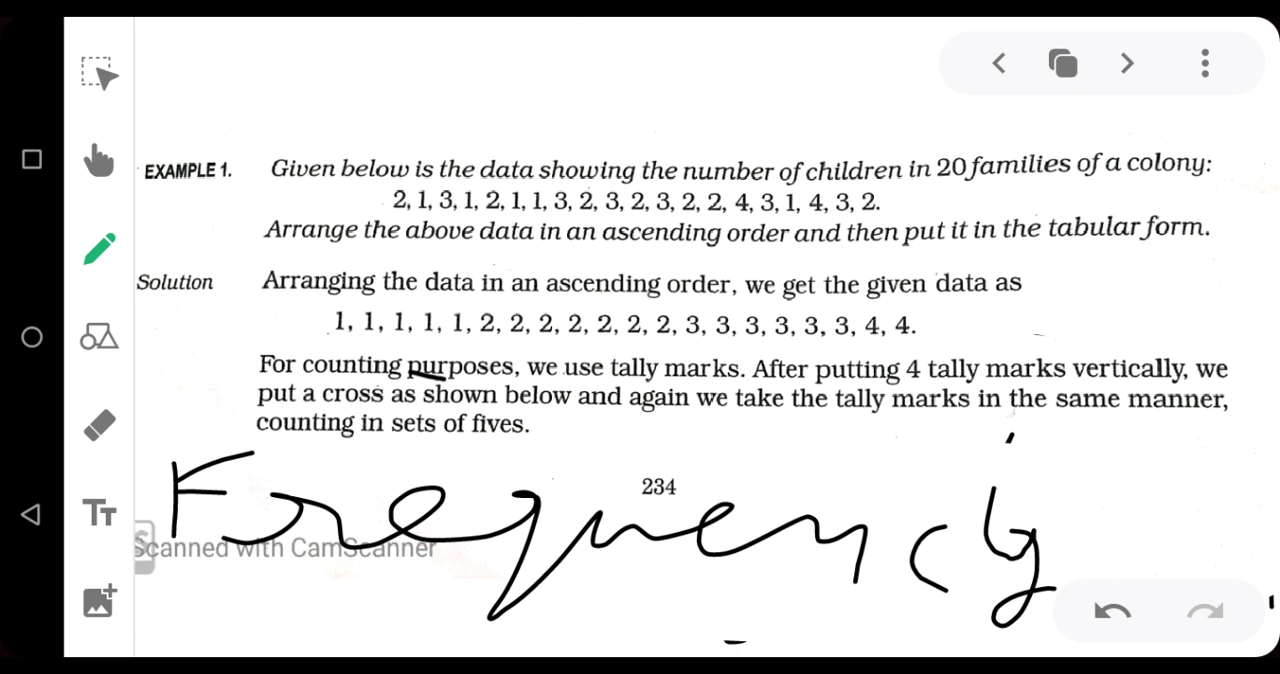 EXAMPLE 1. Given below is the data showing the number of children in 20 families of a colony:
2, 1, 3, 1, 2, 1, 1, 3, 2, 3, 2, 3, 2, 2, 4, 3, 1, 4, 3, 2.
Arrange the above data in an ascending order and then put it in the tabular form.
Solution Arranging the data in an ascending order, we get the given data as
1, 1, 1, 1, 1, 2, 2, 2, 2, 2, 2, 2, 3, 3, 3, 3, 3, 3, 4, 4.
For counting purposes, we use tally marks. After putting 4 tally marks vertically, we
put a cross as shown below and again we take the tally marks in the same manner,
counting in sets of fives.
234
Frequency
Scanned with CamScanner
TT